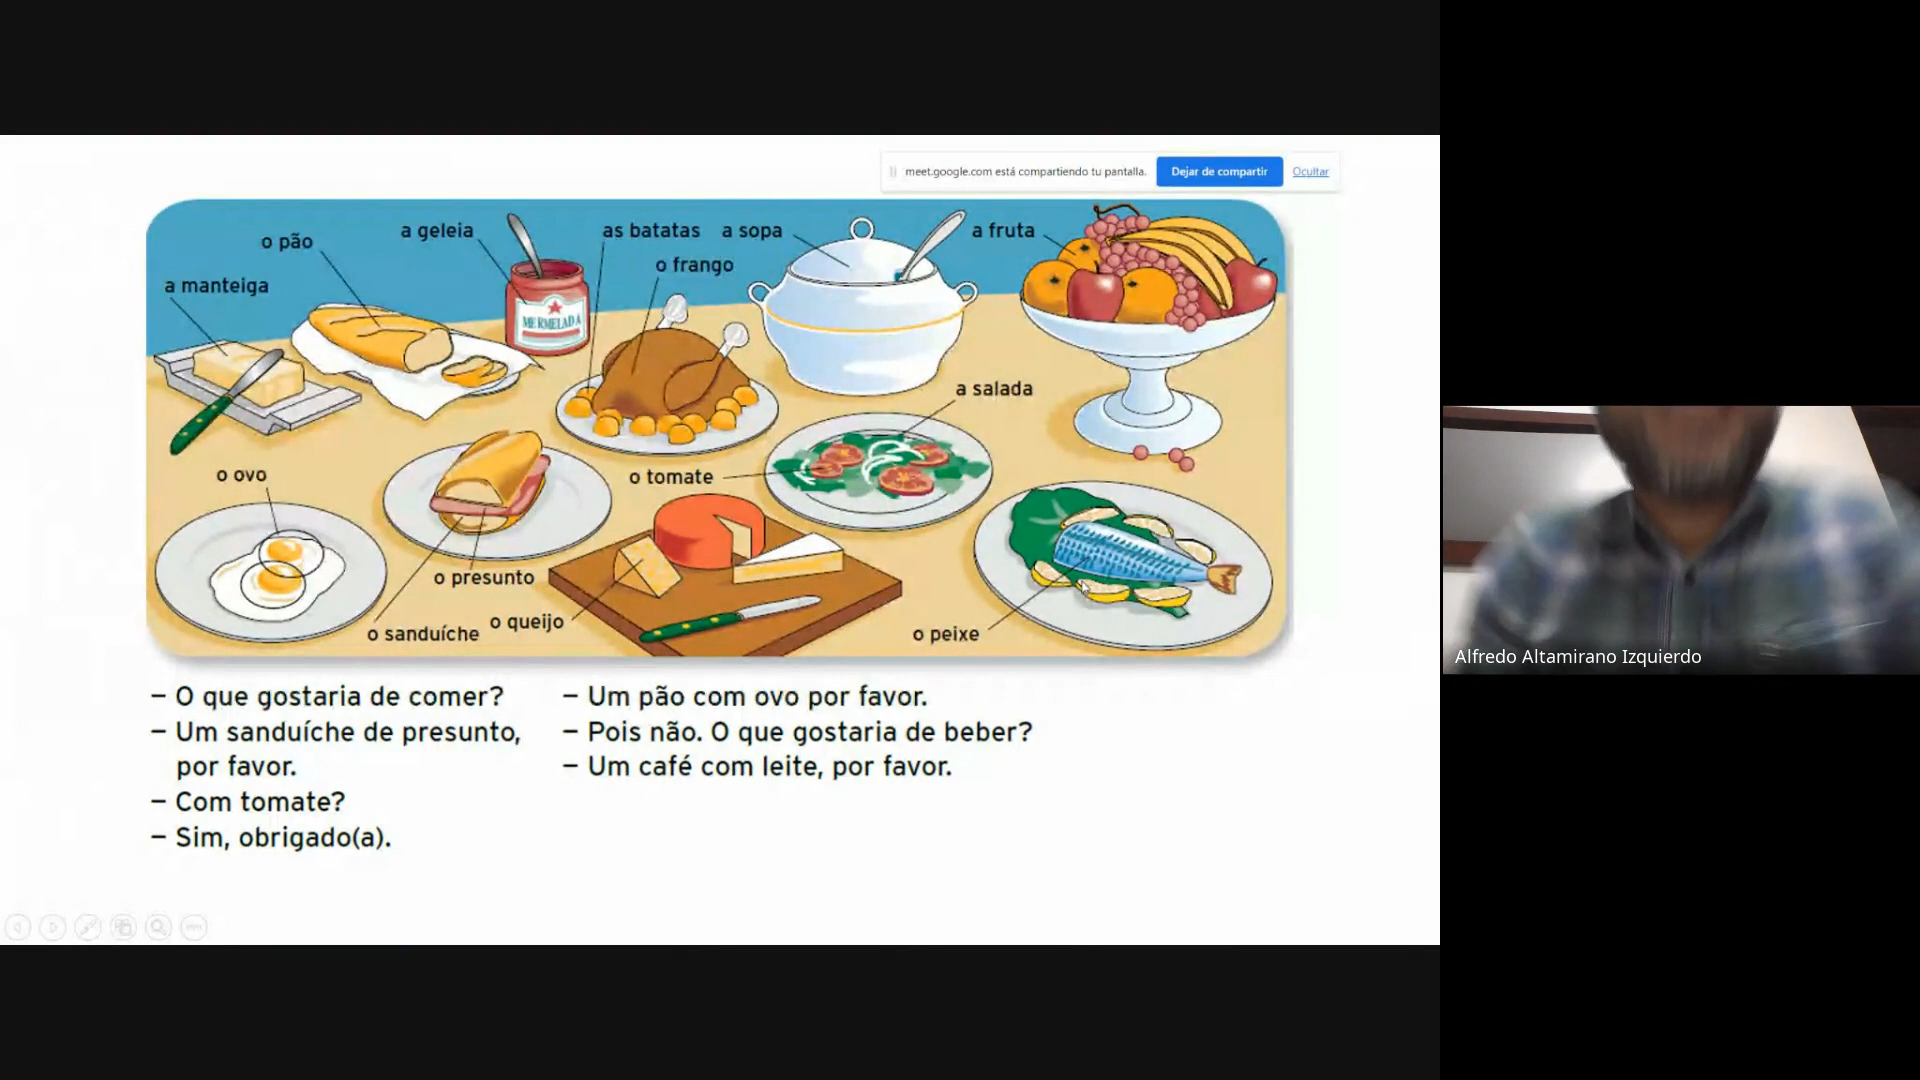 meet.google.com está compartiendo tu pantalla.
Dejar de compartir
Ocultar
o pão
a geleia
as batatas
a sopa
a fruta
o frango
a manteiga
MERMELADA
a salada
o ovo
o tomate
o presunto
o queijo
o sanduíche
o peixe
– O que gostaria de comer?
– Um sanduíche de presunto,
por favor.
– Com tomate?
– Sim, obrigado(a).
– Um pão com ovo por favor.
– Pois não. O que gostaria de beber?
– Um café com leite, por favor.
Alfredo Altamirano Izquierdo